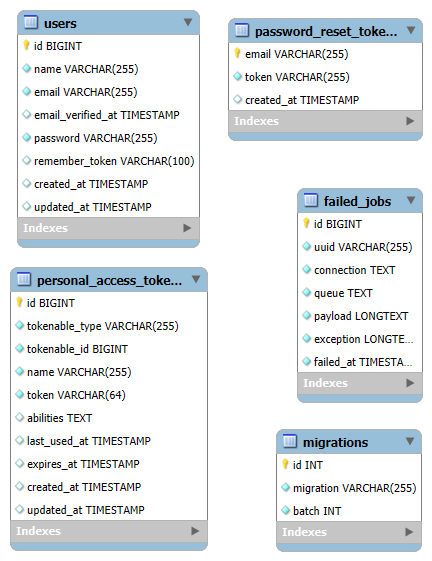 users
id BIGINT
name VARCHAR(255)
email VARCHAR(255)
email_verified_at TIMESTAMP
password VARCHAR(255)
remember_token VARCHAR(100)
created_at TIMESTAMP
updated_at TIMESTAMP
Indexes
password_reset_toke...
email VARCHAR(255)
token VARCHAR(255)
created_at TIMESTAMP
Indexes
failed_jobs
id BIGINT
uuid VARCHAR(255)
connection TEXT
queue TEXT
payload LONGTEXT
exception LONGTE...
failed_at TIMESTA...
Indexes
personal_access_toke...
id BIGINT
tokenable_type VARCHAR(255)
tokenable_id BIGINT
name VARCHAR(255)
token VARCHAR(64)
abilities TEXT
last_used_at TIMESTAMP
expires_at TIMESTAMP
created_at TIMESTAMP
updated_at TIMESTAMP
Indexes
migrations
id INT
migration VARCHAR(255)
batch INT
Indexes